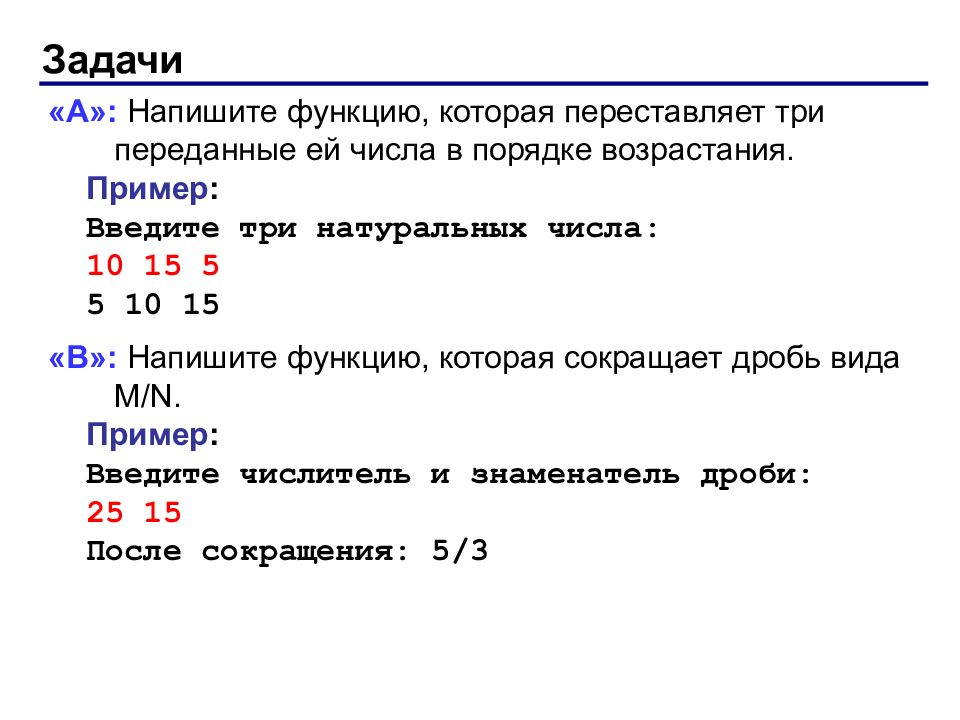 Задачи
«A»: Напишите функцию, которая переставляет три
переданные ей числа в порядке возрастания.
Пример:
Введите три натуральных числа:
10 15 5
5 10 15
«B»: Напишите функцию, которая сокращает дробь вида
M/N.
Пример:
Введите числитель и знаменатель дроби:
25 15
После сокращения: 5/3